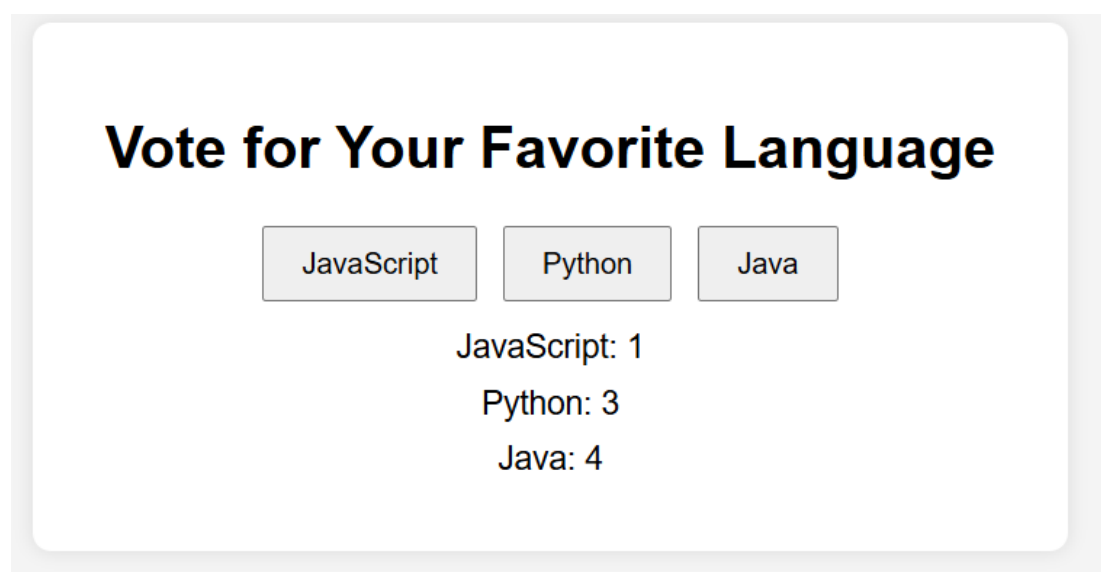 Vote for Your Favorite Language
JavaScript Python Java
JavaScript: 1
Python: 3
Java: 4